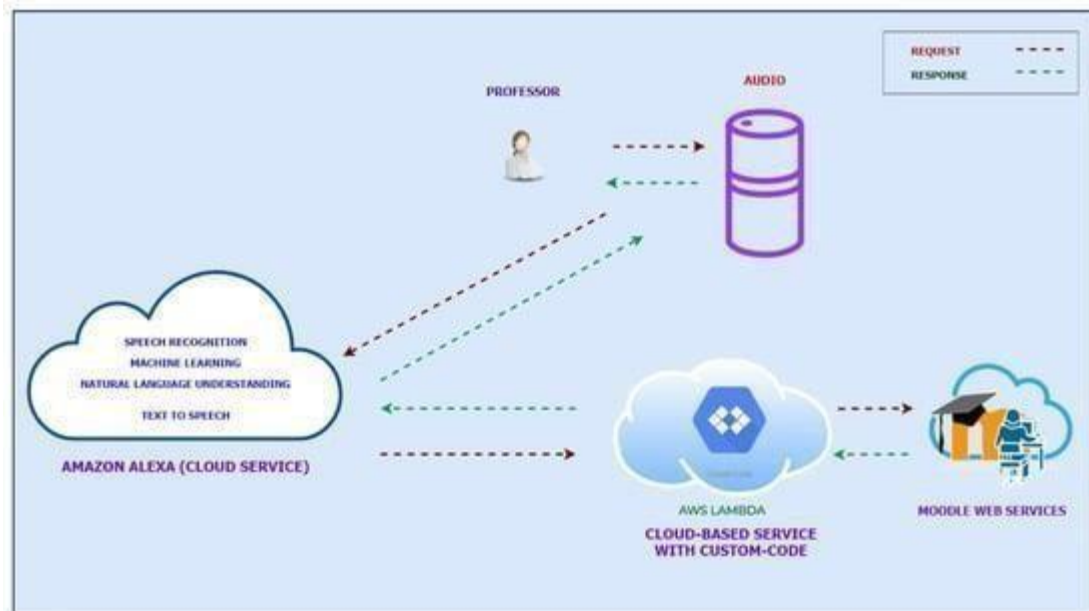 REQUEST
RESPONSE
AUDIO
PROFESSOR
SPEECH RECOGNITION
MACHINE LEARNING
NATURAL LANGUAGE UNDERSTANDING
TEXT TO SPEECH
AMAZON ALEXA (CLOUD SERVICE)
AWS LAMBDA
CLOUD-BASED SERVICE
WITH CUSTOM-CODE
MOODLE WEB SERVICES